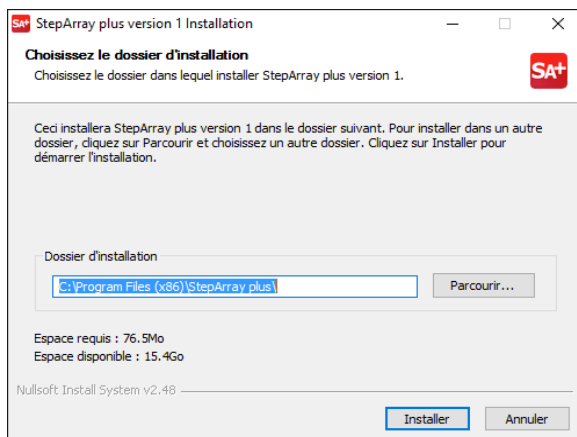 SA+ StepArray plus version 1 Installation
Choisissez le dossier d'installation
Choisissez le dossier dans lequel installer StepArray plus version 1.
SA+
Ceci installera StepArray plus version 1 dans le dossier suivant. Pour installer dans un autre
dossier, cliquez sur Parcourir et choisissez un autre dossier. Cliquez sur Installer pour
démarrer l'installation.
Dossier d'installation
C:\Program Files (x86)\StepArray plus\
Parcourir...
Espace requis : 76.5Mo
Espace disponible : 15.4Go
Nullsoft Install System v2.48
Installer
Annuler